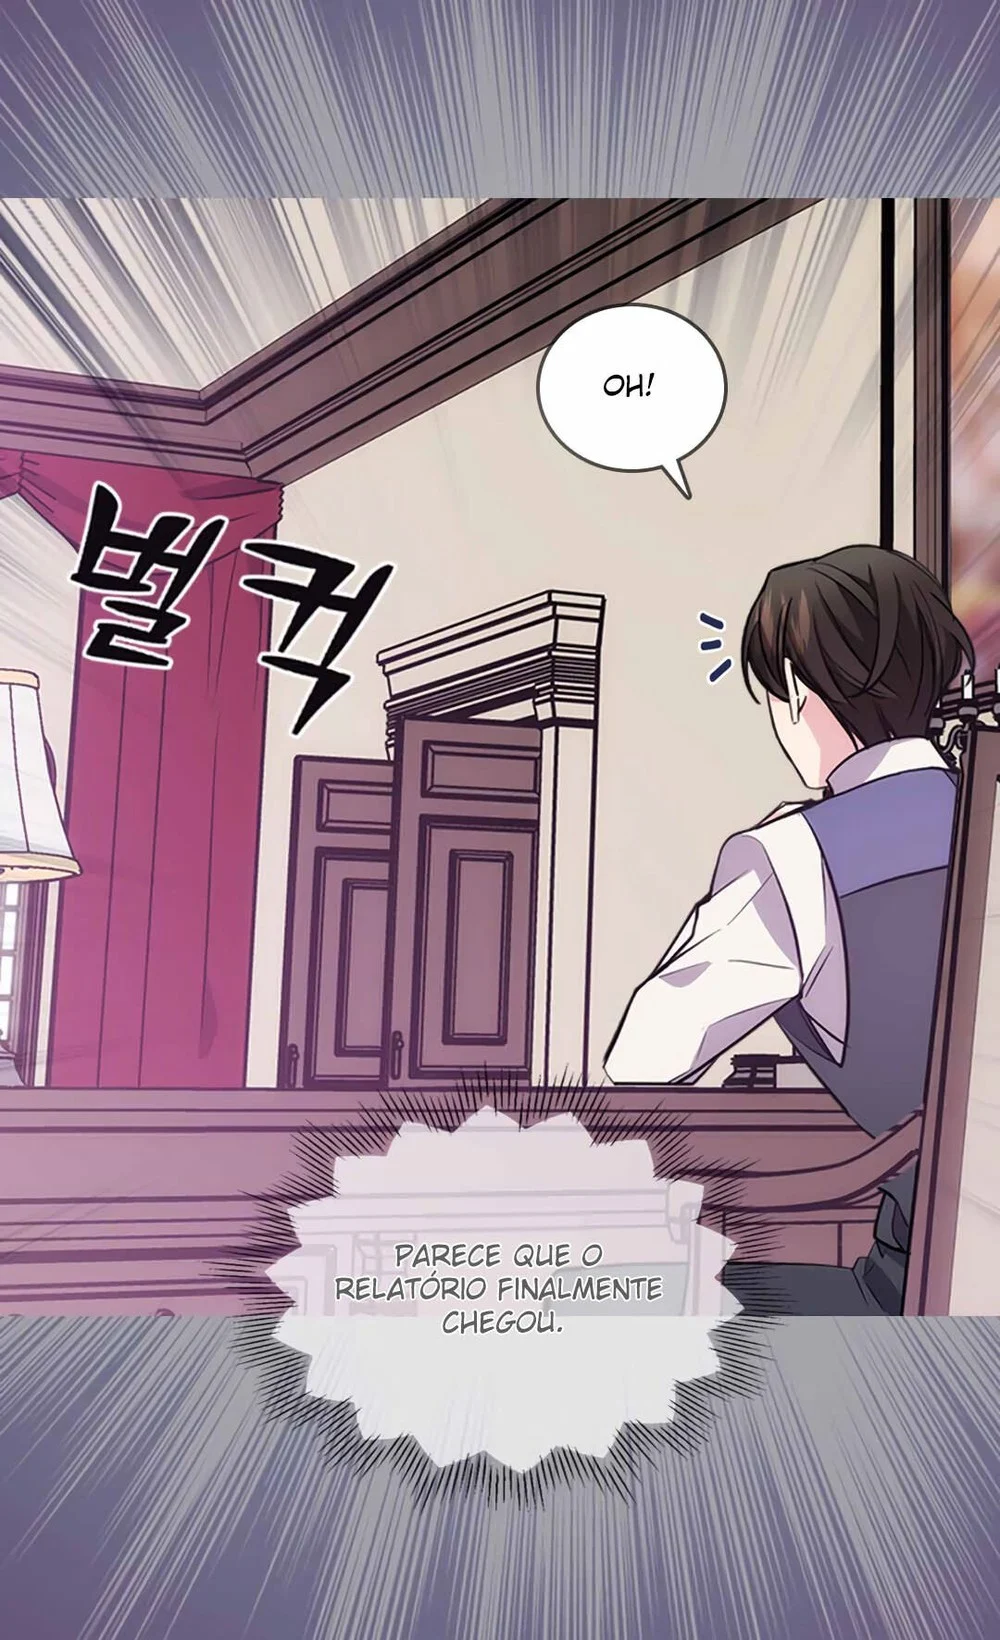 OH!
벌컥
PARECE QUE O
RELATÓRIO FINALMENTE
CHEGOU.